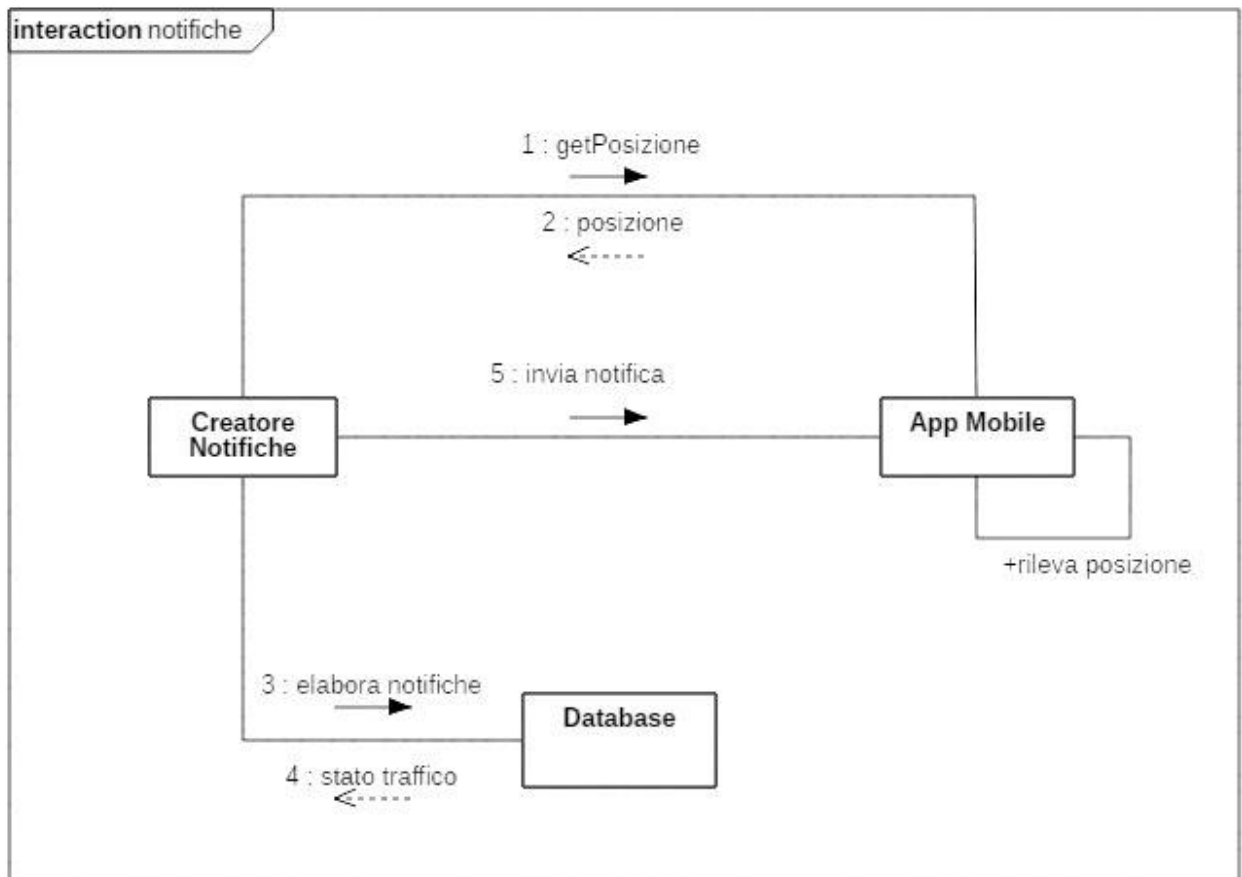 interaction notifiche
1 : getPosizione
2 : posizione
5 : invia notifica
Creatore
Notifiche
App Mobile
+rileva posizione
3 : elabora notifiche
Database
4 : stato traffico